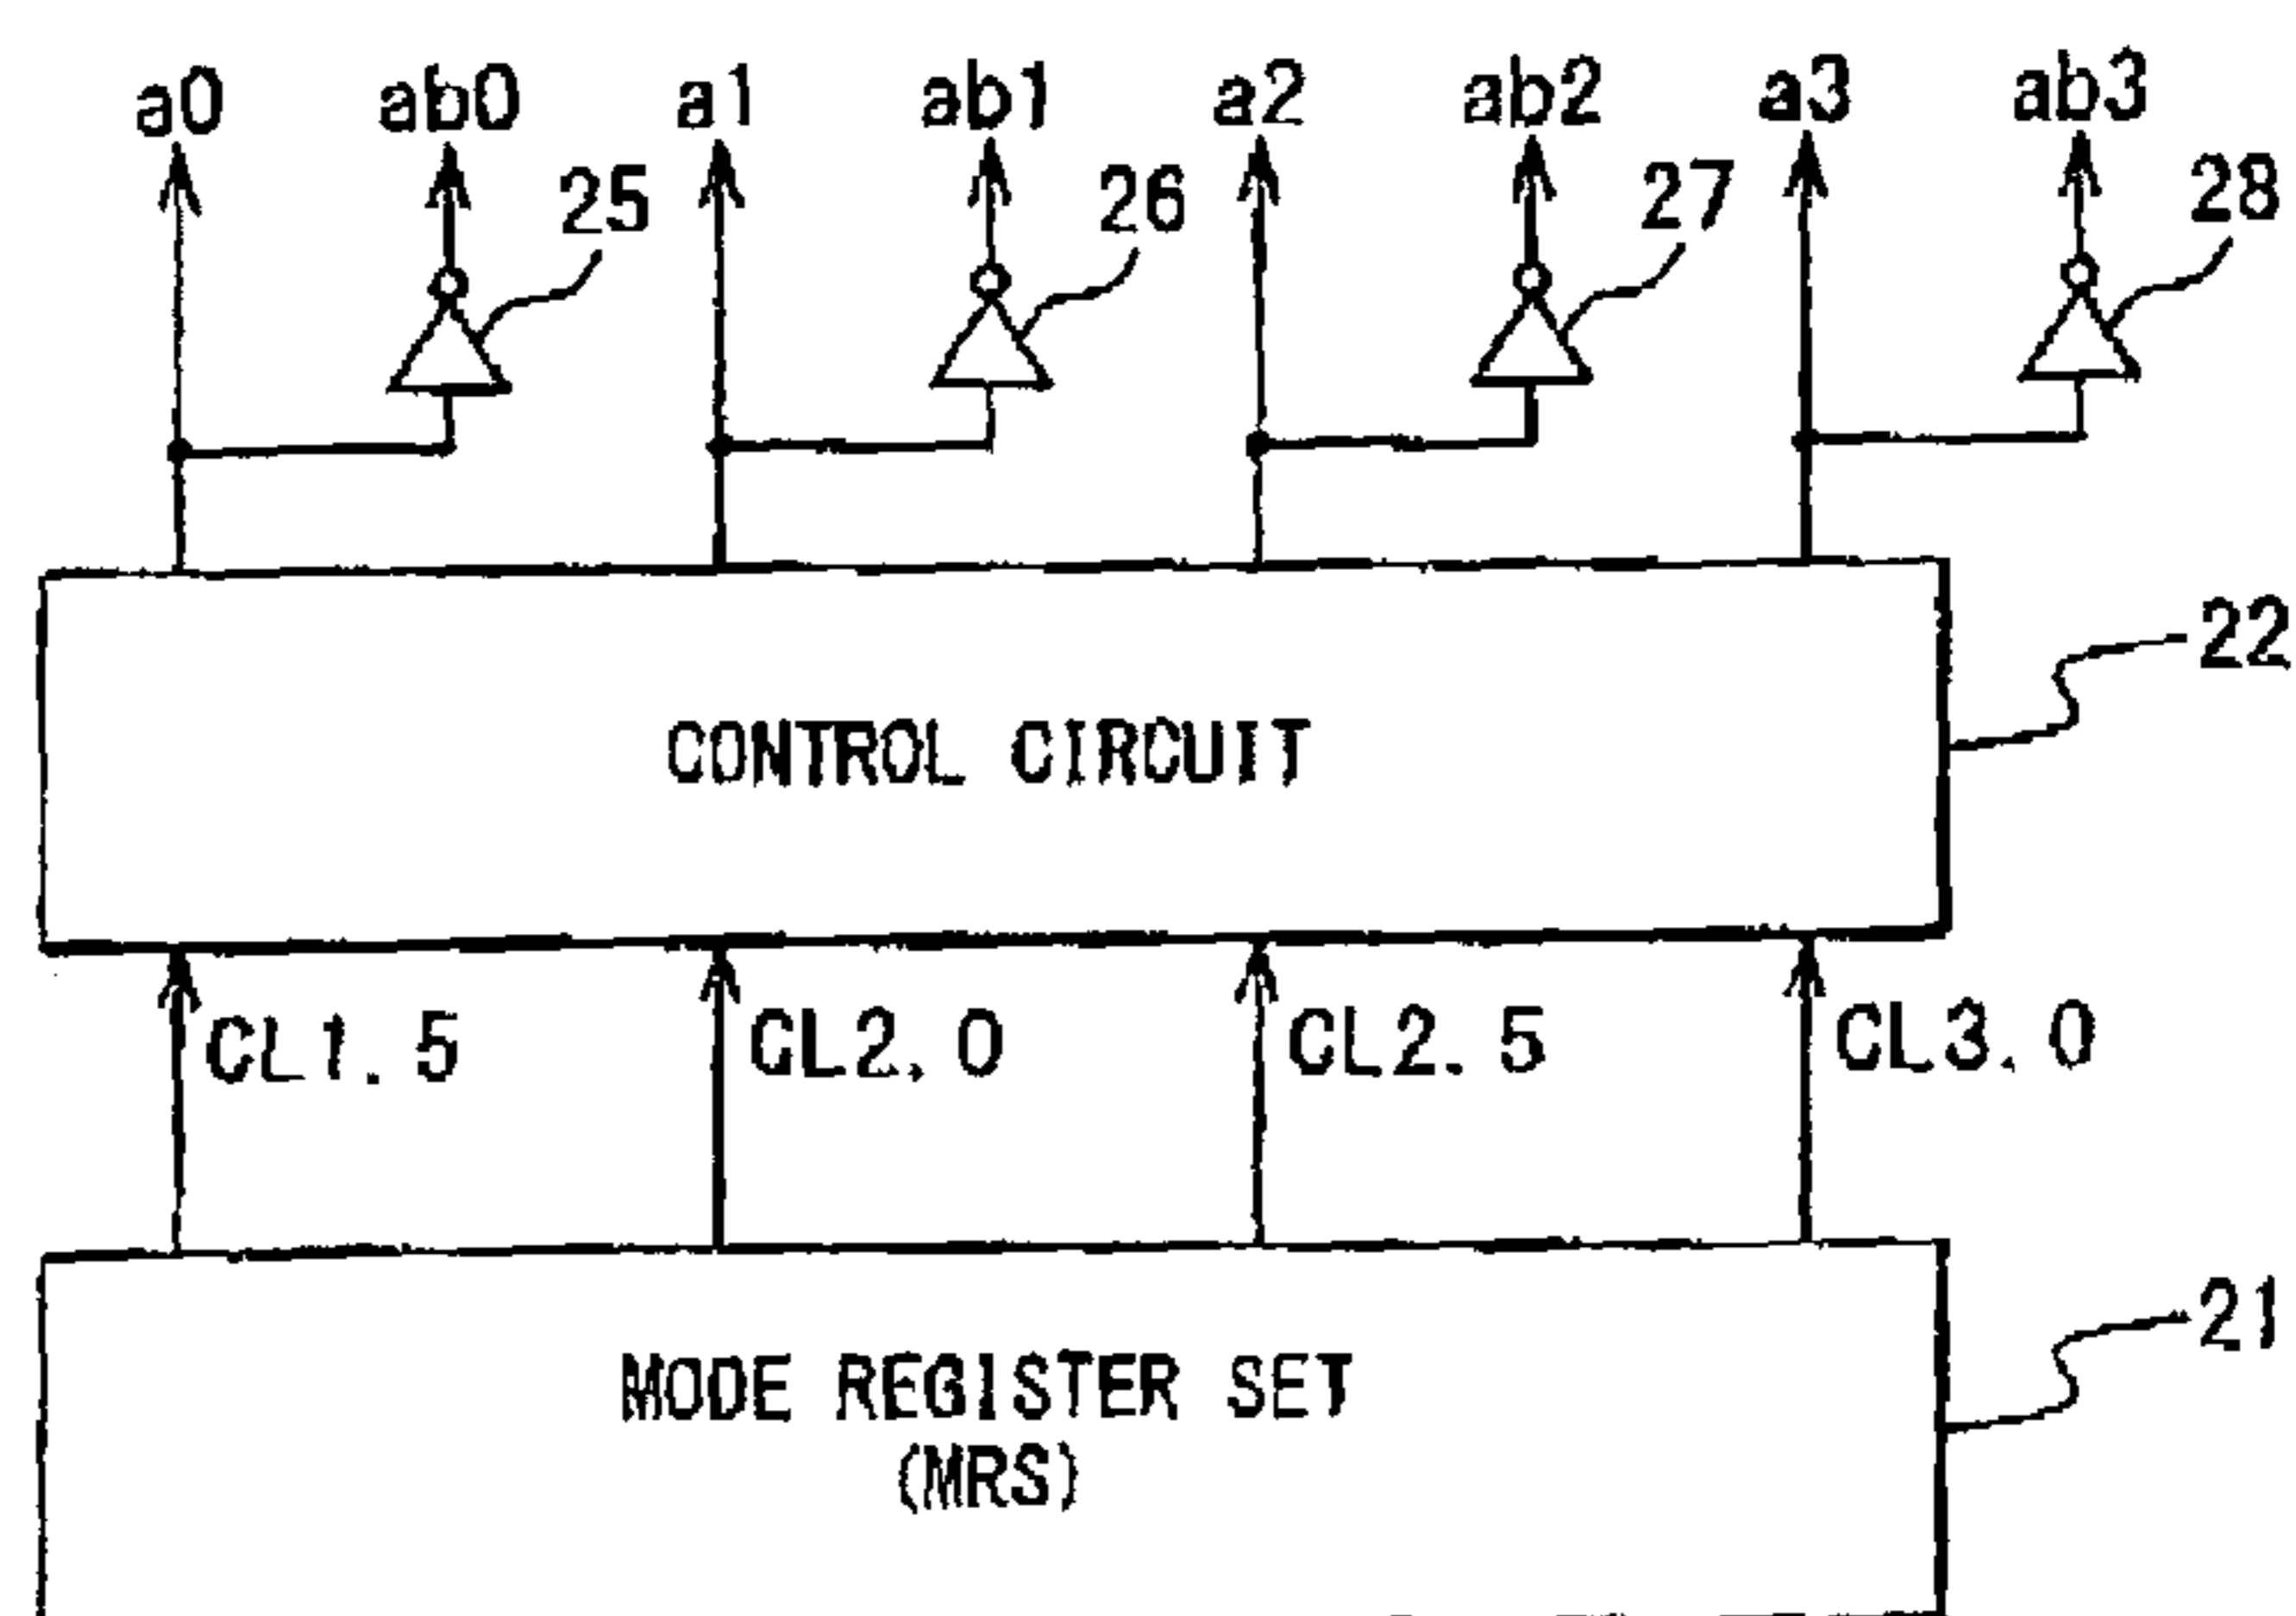 a0 ab0 a1 ab1 a2 ab2 a3 ab3
25 26 27 28
22
CONTROL CIRCUIT
CL1.5 CL2.0 CL2.5 CL3.0
21
MODE REGISTER SET
(MRS)